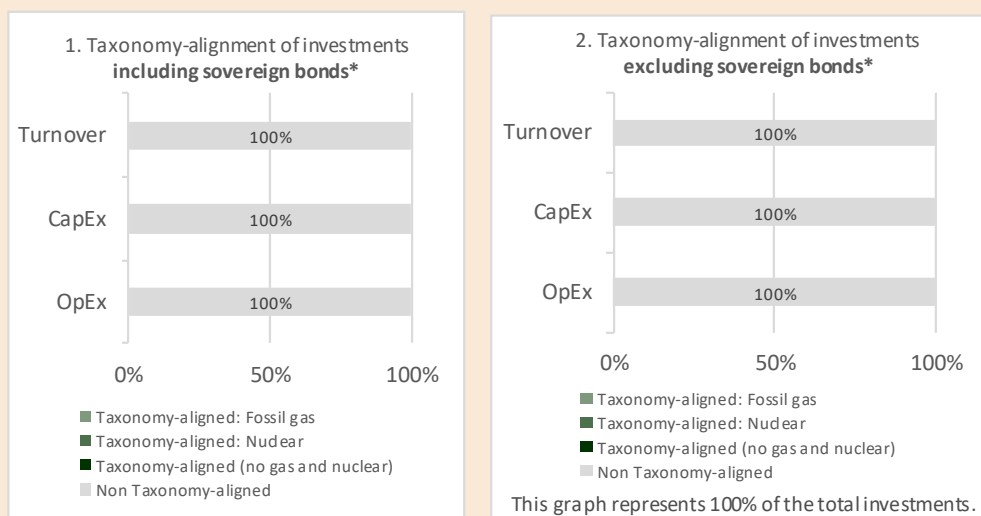 1. Taxonomy-alignment of investments
including sovereign bonds*
Turnover
100%
CapEx
100%
OpEx
100%
0%
50%
100%
Taxonomy-aligned: Fossil gas
Taxonomy-aligned: Nuclear
Taxonomy-aligned (no gas and nuclear)
Non Taxonomy-aligned
2. Taxonomy-alignment of investments
excluding sovereign bonds*
Turnover
100%
CapEx
100%
OpEx
100%
0%
50%
100%
Taxonomy-aligned: Fossil gas
Taxonomy-aligned: Nuclear
Taxonomy-aligned (no gas and nuclear)
Non Taxonomy-aligned
This graph represents 100% of the total investments.